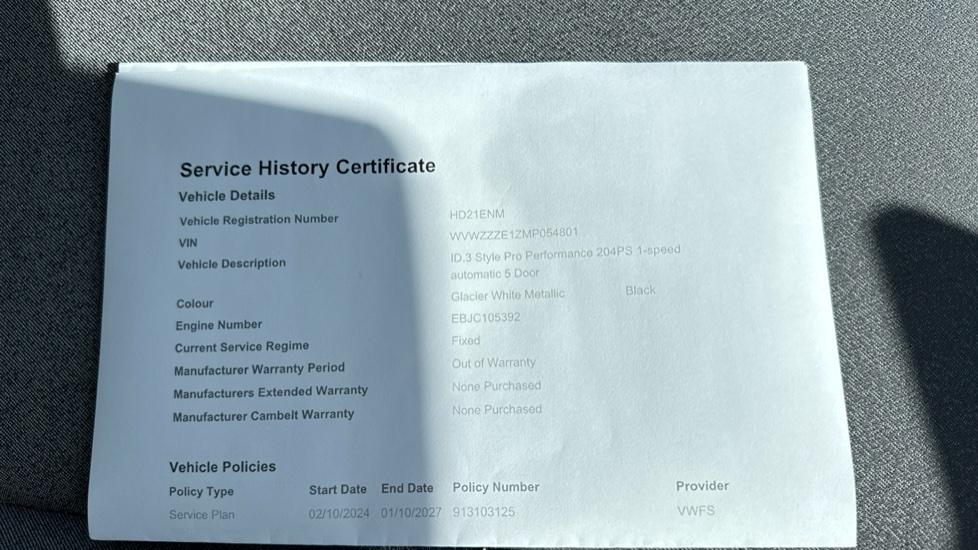 Service History Certificate
Vehicle Details
Vehicle Registration Number HD21ENM
VIN WVWZZZE1ZMP054801
Vehicle Description ID.3 Style Pro Performance 204PS 1-speed
automatic 5 Door
Colour Glacier White Metallic Black
Engine Number EBJC105392
Current Service Regime Fixed
Manufacturer Warranty Period Out of Warranty
Manufacturers Extended Warranty None Purchased
Manufacturer Cambelt Warranty None Purchased
Vehicle Policies
Policy Type Start Date End Date Policy Number Provider
Service Plan 02/10/2024 01/10/2027 913103125 VWFS